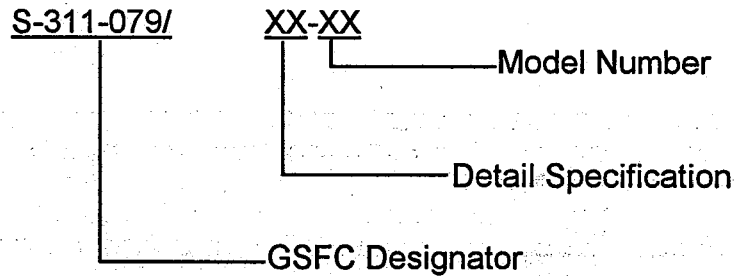 S-311-079/ XX-XX
Model Number
Detail Specification
GSFC Designator